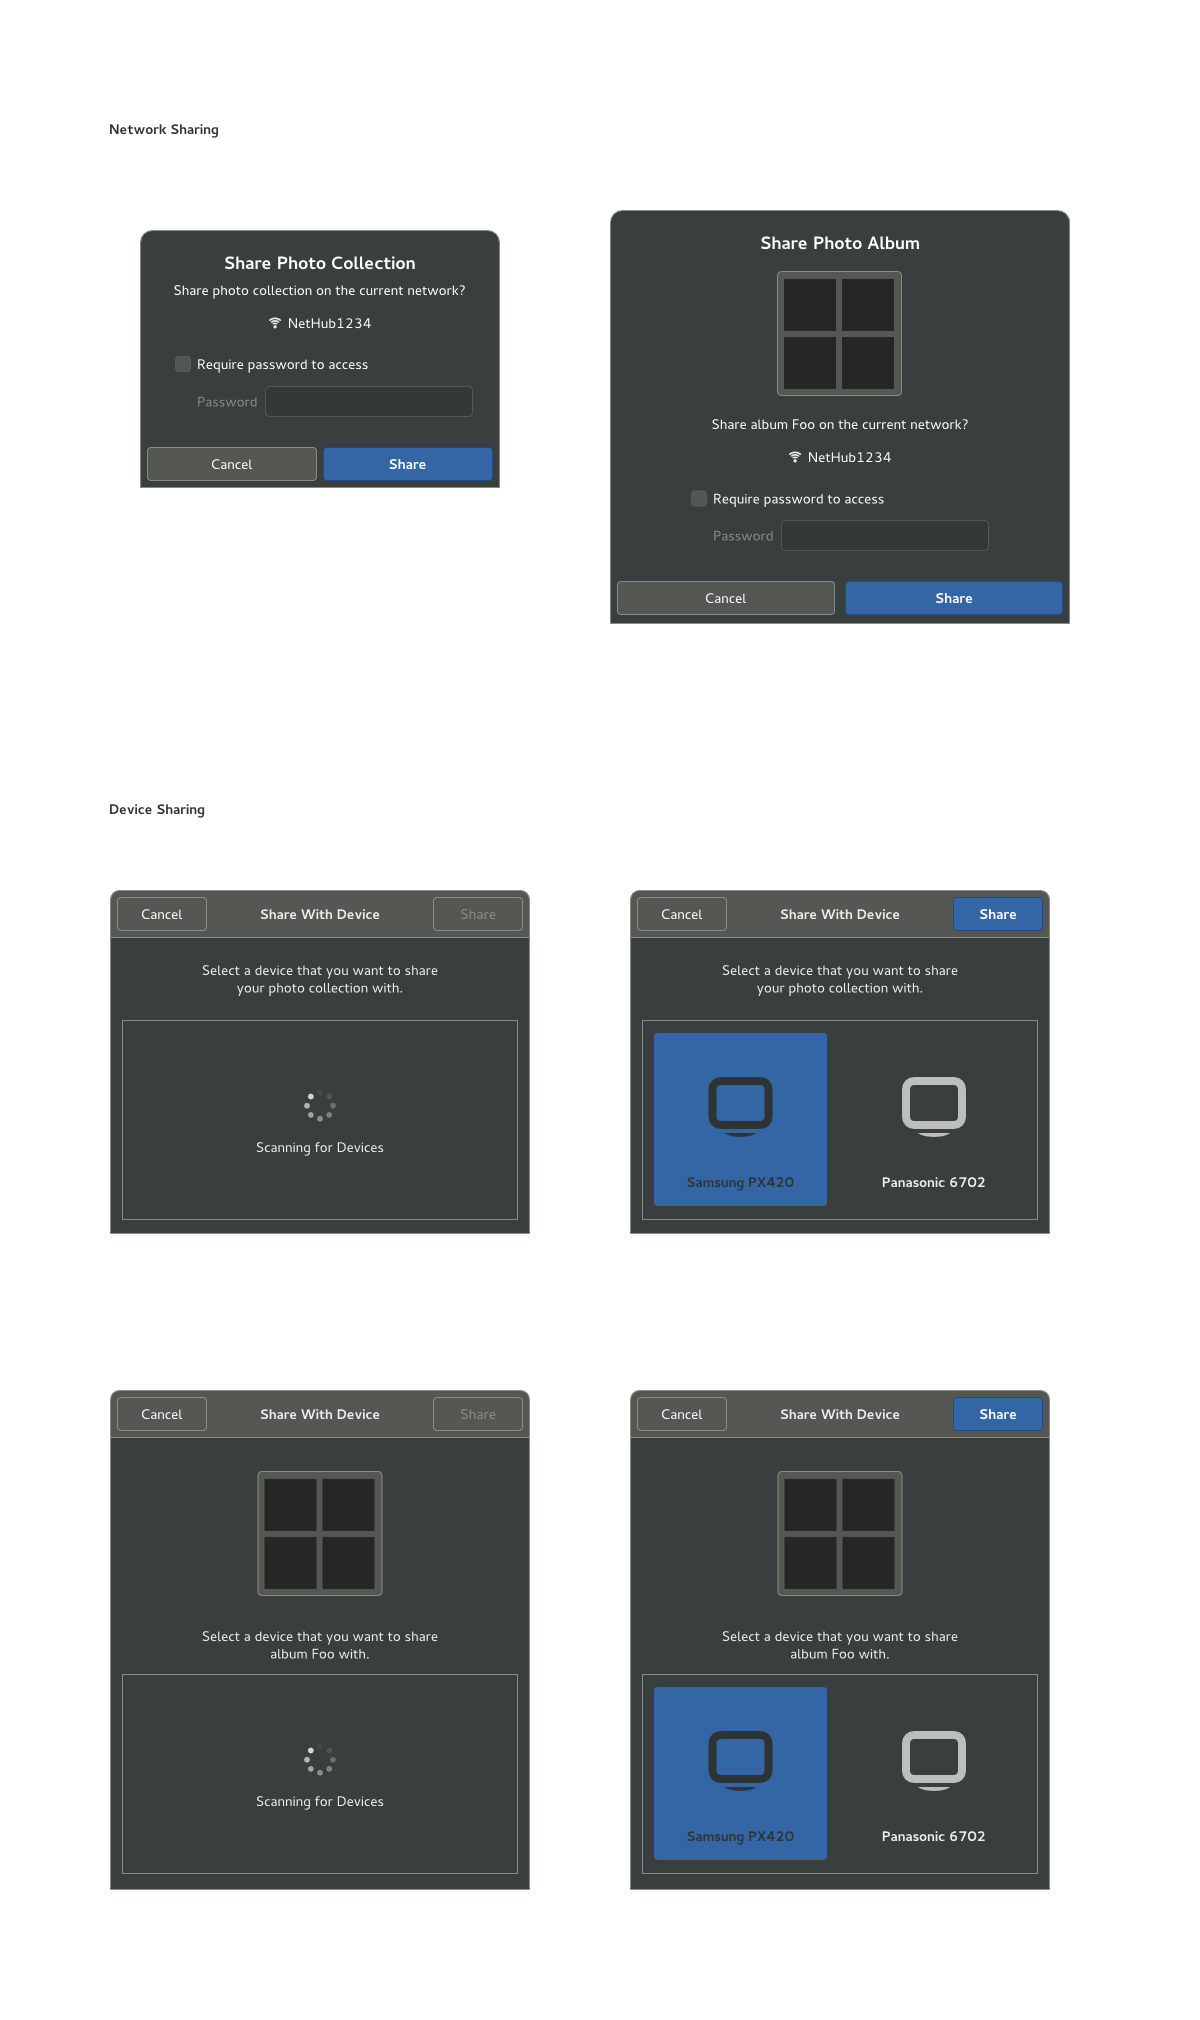 Network Sharing
Share Photo Collection
Share photo collection on the current network?
NetHub1234
Require password to access
Password
Cancel
Share
Share Photo Album
Share album Foo on the current network?
NetHub1234
Require password to access
Password
Cancel
Share
Device Sharing
Cancel
Share With Device
Share
Select a device that you want to share
your photo collection with.
Scanning for Devices
Cancel
Share With Device
Share
Select a device that you want to share
your photo collection with.
Samsung PX420
Panasonic 6702
Cancel
Share With Device
Share
Select a device that you want to share
album Foo with.
Scanning for Devices
Cancel
Share With Device
Share
Select a device that you want to share
album Foo with.
Samsung PX420
Panasonic 6702